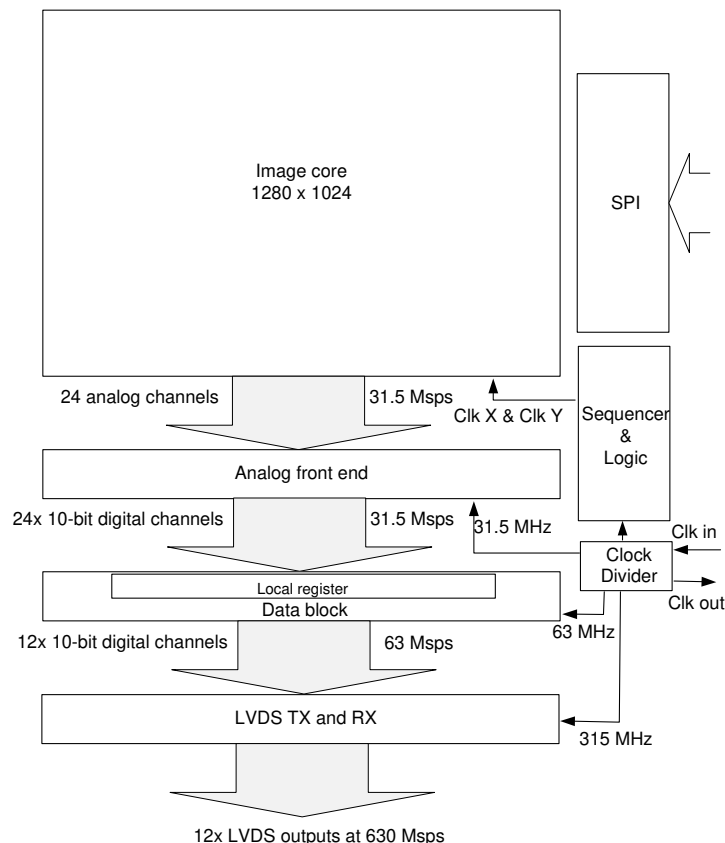 Image core
1280 x 1024
SPI
24 analog channels
31.5 Msps
Clk X & Clk Y
Sequencer
&
Logic
Analog front end
24x 10-bit digital channels
31.5 Msps
31.5 MHz
Clk in
Clock
Divider
Clk out
Local register
Data block
63 MHz
12x 10-bit digital channels
63 Msps
LVDS TX and RX
315 MHz
12x LVDS outputs at 630 Msps